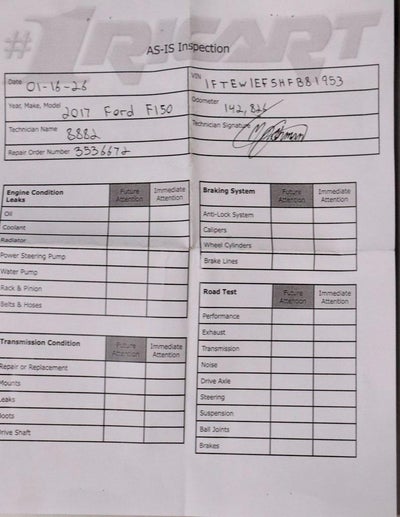 #1RICART
AS-IS Inspection
Date 01-16-26
VIN 1FTEW1EF5HFB81953
Year, Make, Model 2017 Ford F150
Odometer 142,826
Technician Name 8882
Technician Signature
Repair Order Number 3536672
Engine Condition Future Attention Immediate Attention
Leaks
Oil
Coolant
Radiator
Power Steering Pump
Water Pump
Rack & Pinion
Belts & Hoses
Transmission Condition Future Attention Immediate Attention
Repair or Replacement
Mounts
Leaks
Boots
Drive Shaft
Braking System Future Attention Immediate Attention
Anti-Lock System
Calipers
Wheel Cylinders
Brake Lines
Road Test Future Attention Immediate Attention
Performance
Exhaust
Transmission
Noise
Drive Axle
Steering
Suspension
Ball Joints
Brakes